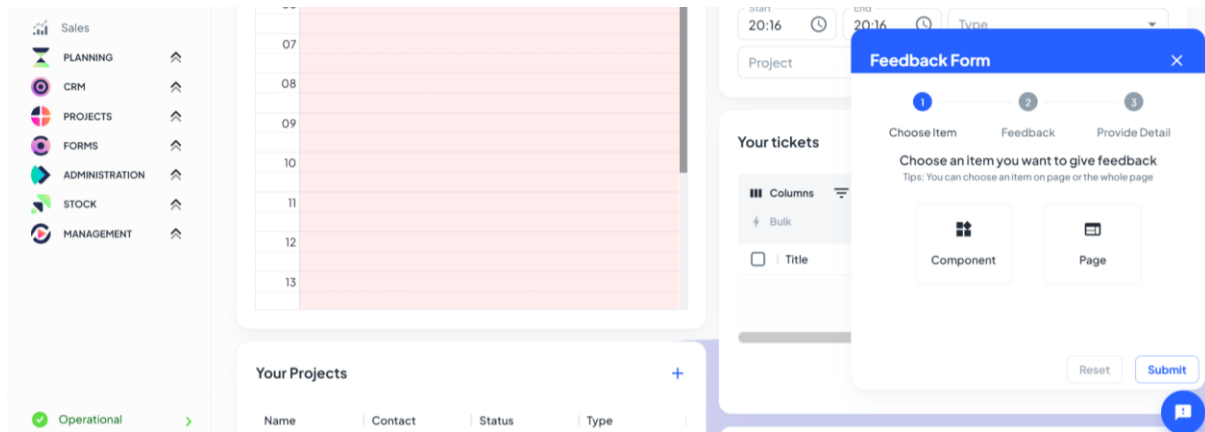 Sales
PLANNING
CRM
PROJECTS
FORMS
ADMINISTRATION
STOCK
MANAGEMENT
Operational
07
08
09
10
11
12
13
Your Projects
+
Name Contact Status Type
Start End
20:16 20:16 Type
Project
Your tickets
Columns
Bulk
Title
Feedback Form
1 2 3
Choose Item Feedback Provide Detail
Choose an item you want to give feedback
Tips: You can choose an item on page or the whole page
Component Page
Reset Submit